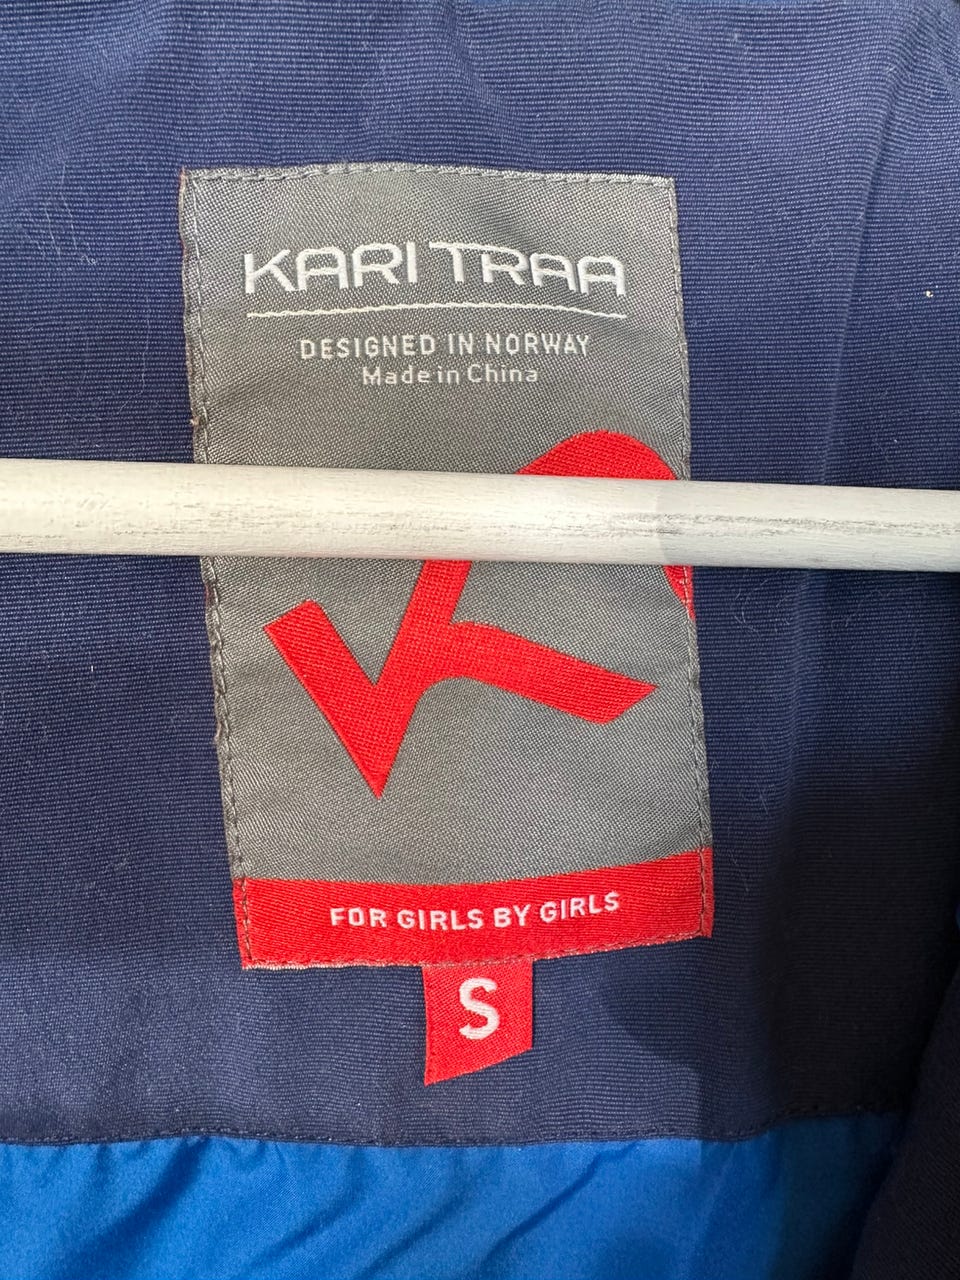 KARI TRAA
DESIGNED IN NORWAY
Made in China
FOR GIRLS BY GIRLS
S